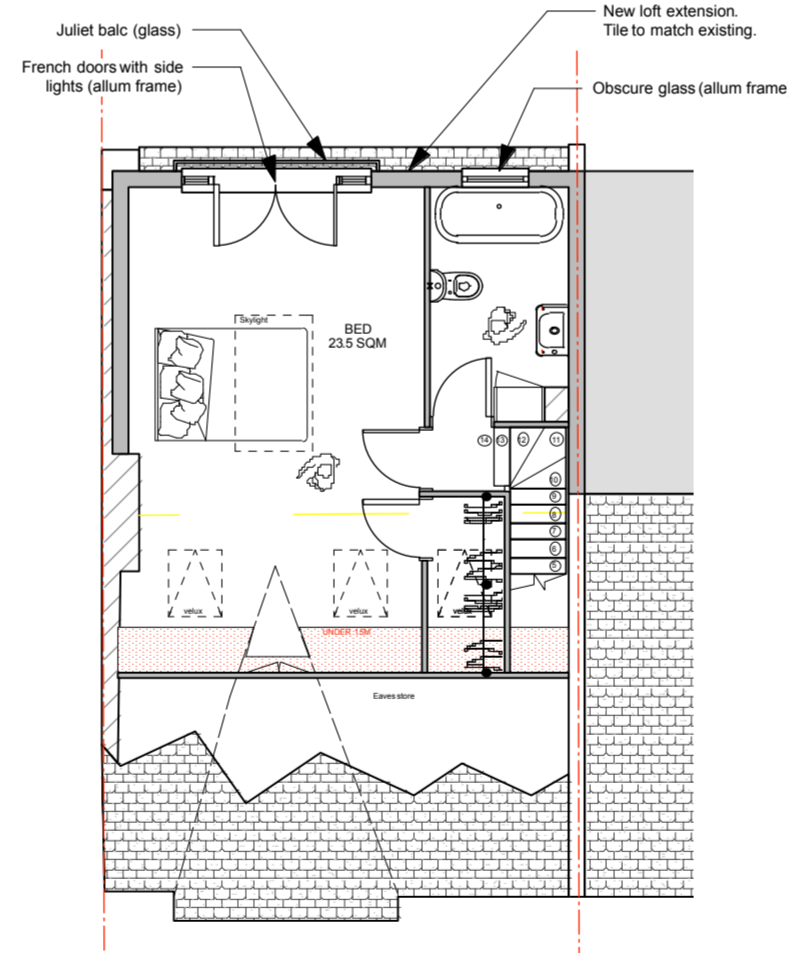 New loft extension.
Tile to match existing.
Juliet balc (glass)
French doors with side
lights (allum frame)
Obscure glass (allum frame
Skylight
BED
23.5 SQM
14 13 12 11
10
9
8
7
6
5
velux
velux
velux
UNDER 1.5M
Eaves store